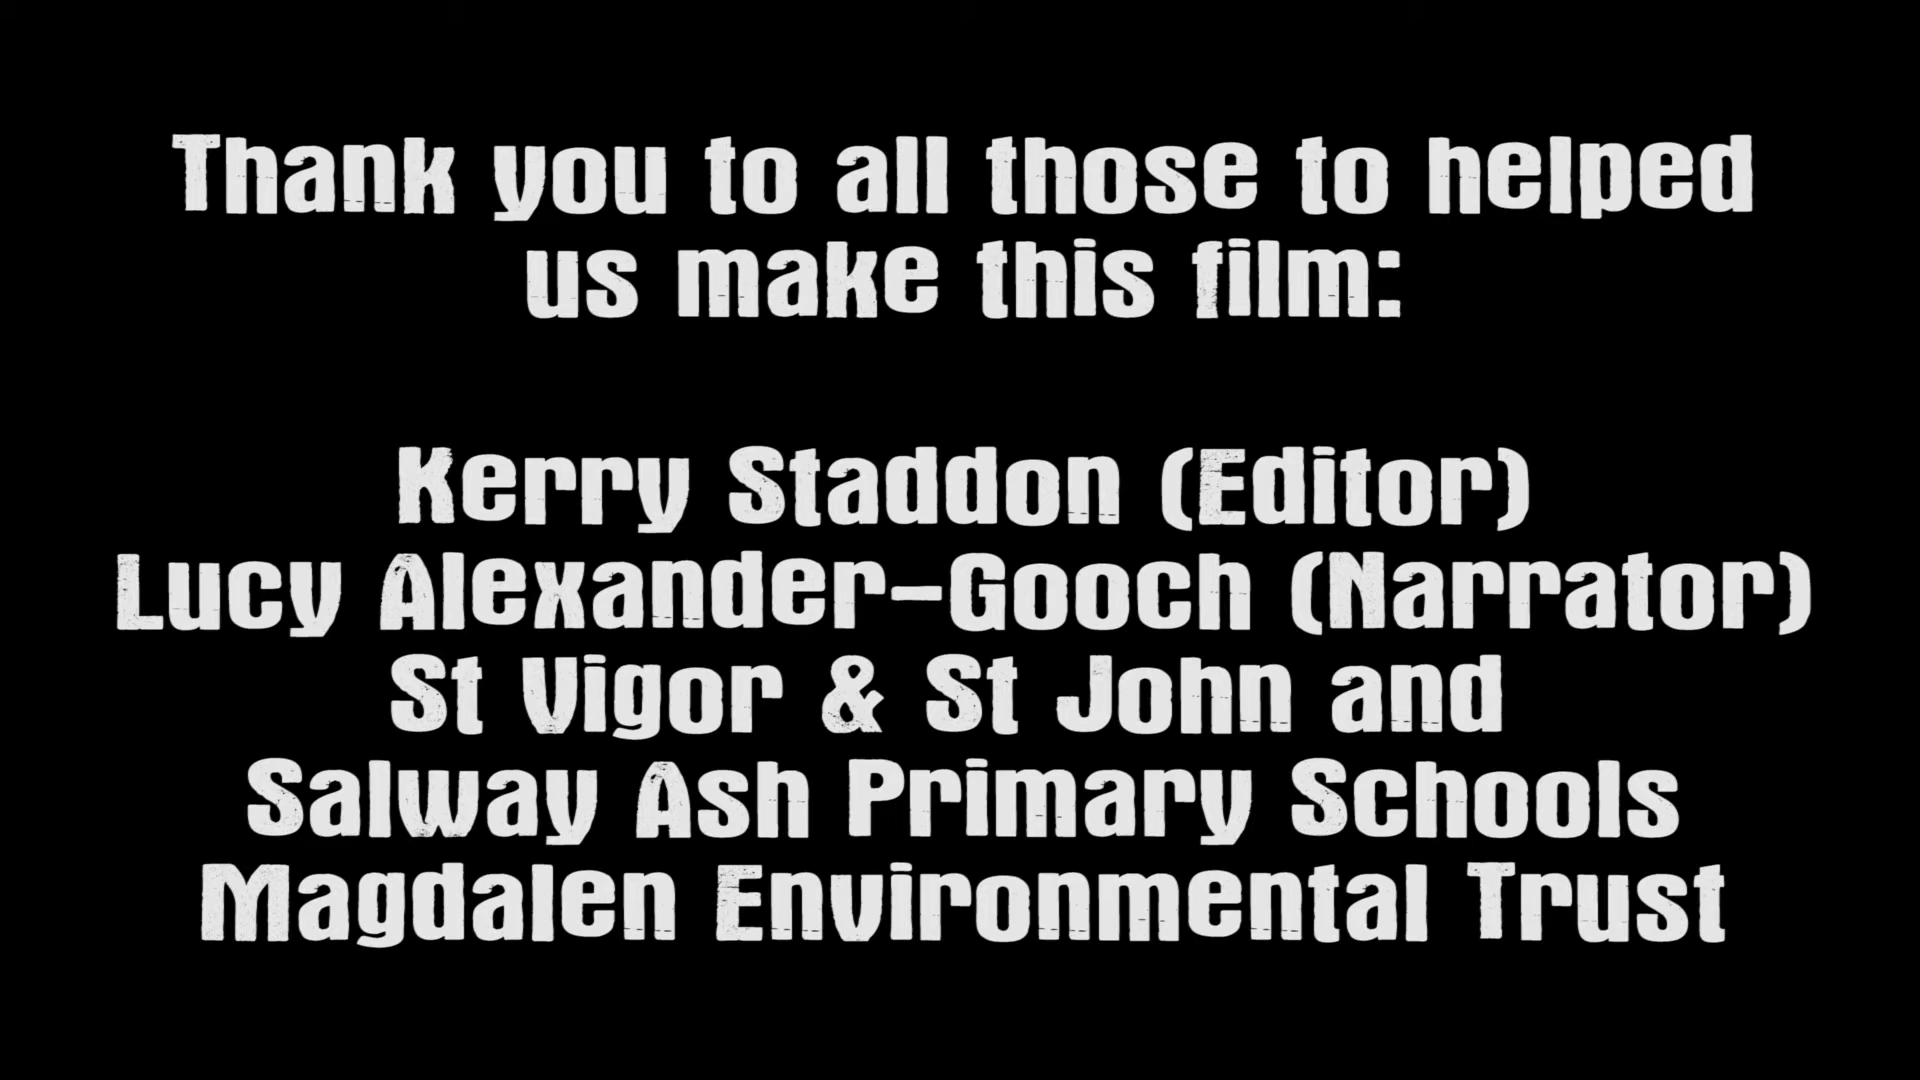 Thank you to all those to helped
us make this film:
Kerry Staddon (Editor)
Lucy Alexander-Gooch (Narrator)
St Vigor & St John and
Salway Ash Primary Schools
Magdalen Environmental Trust